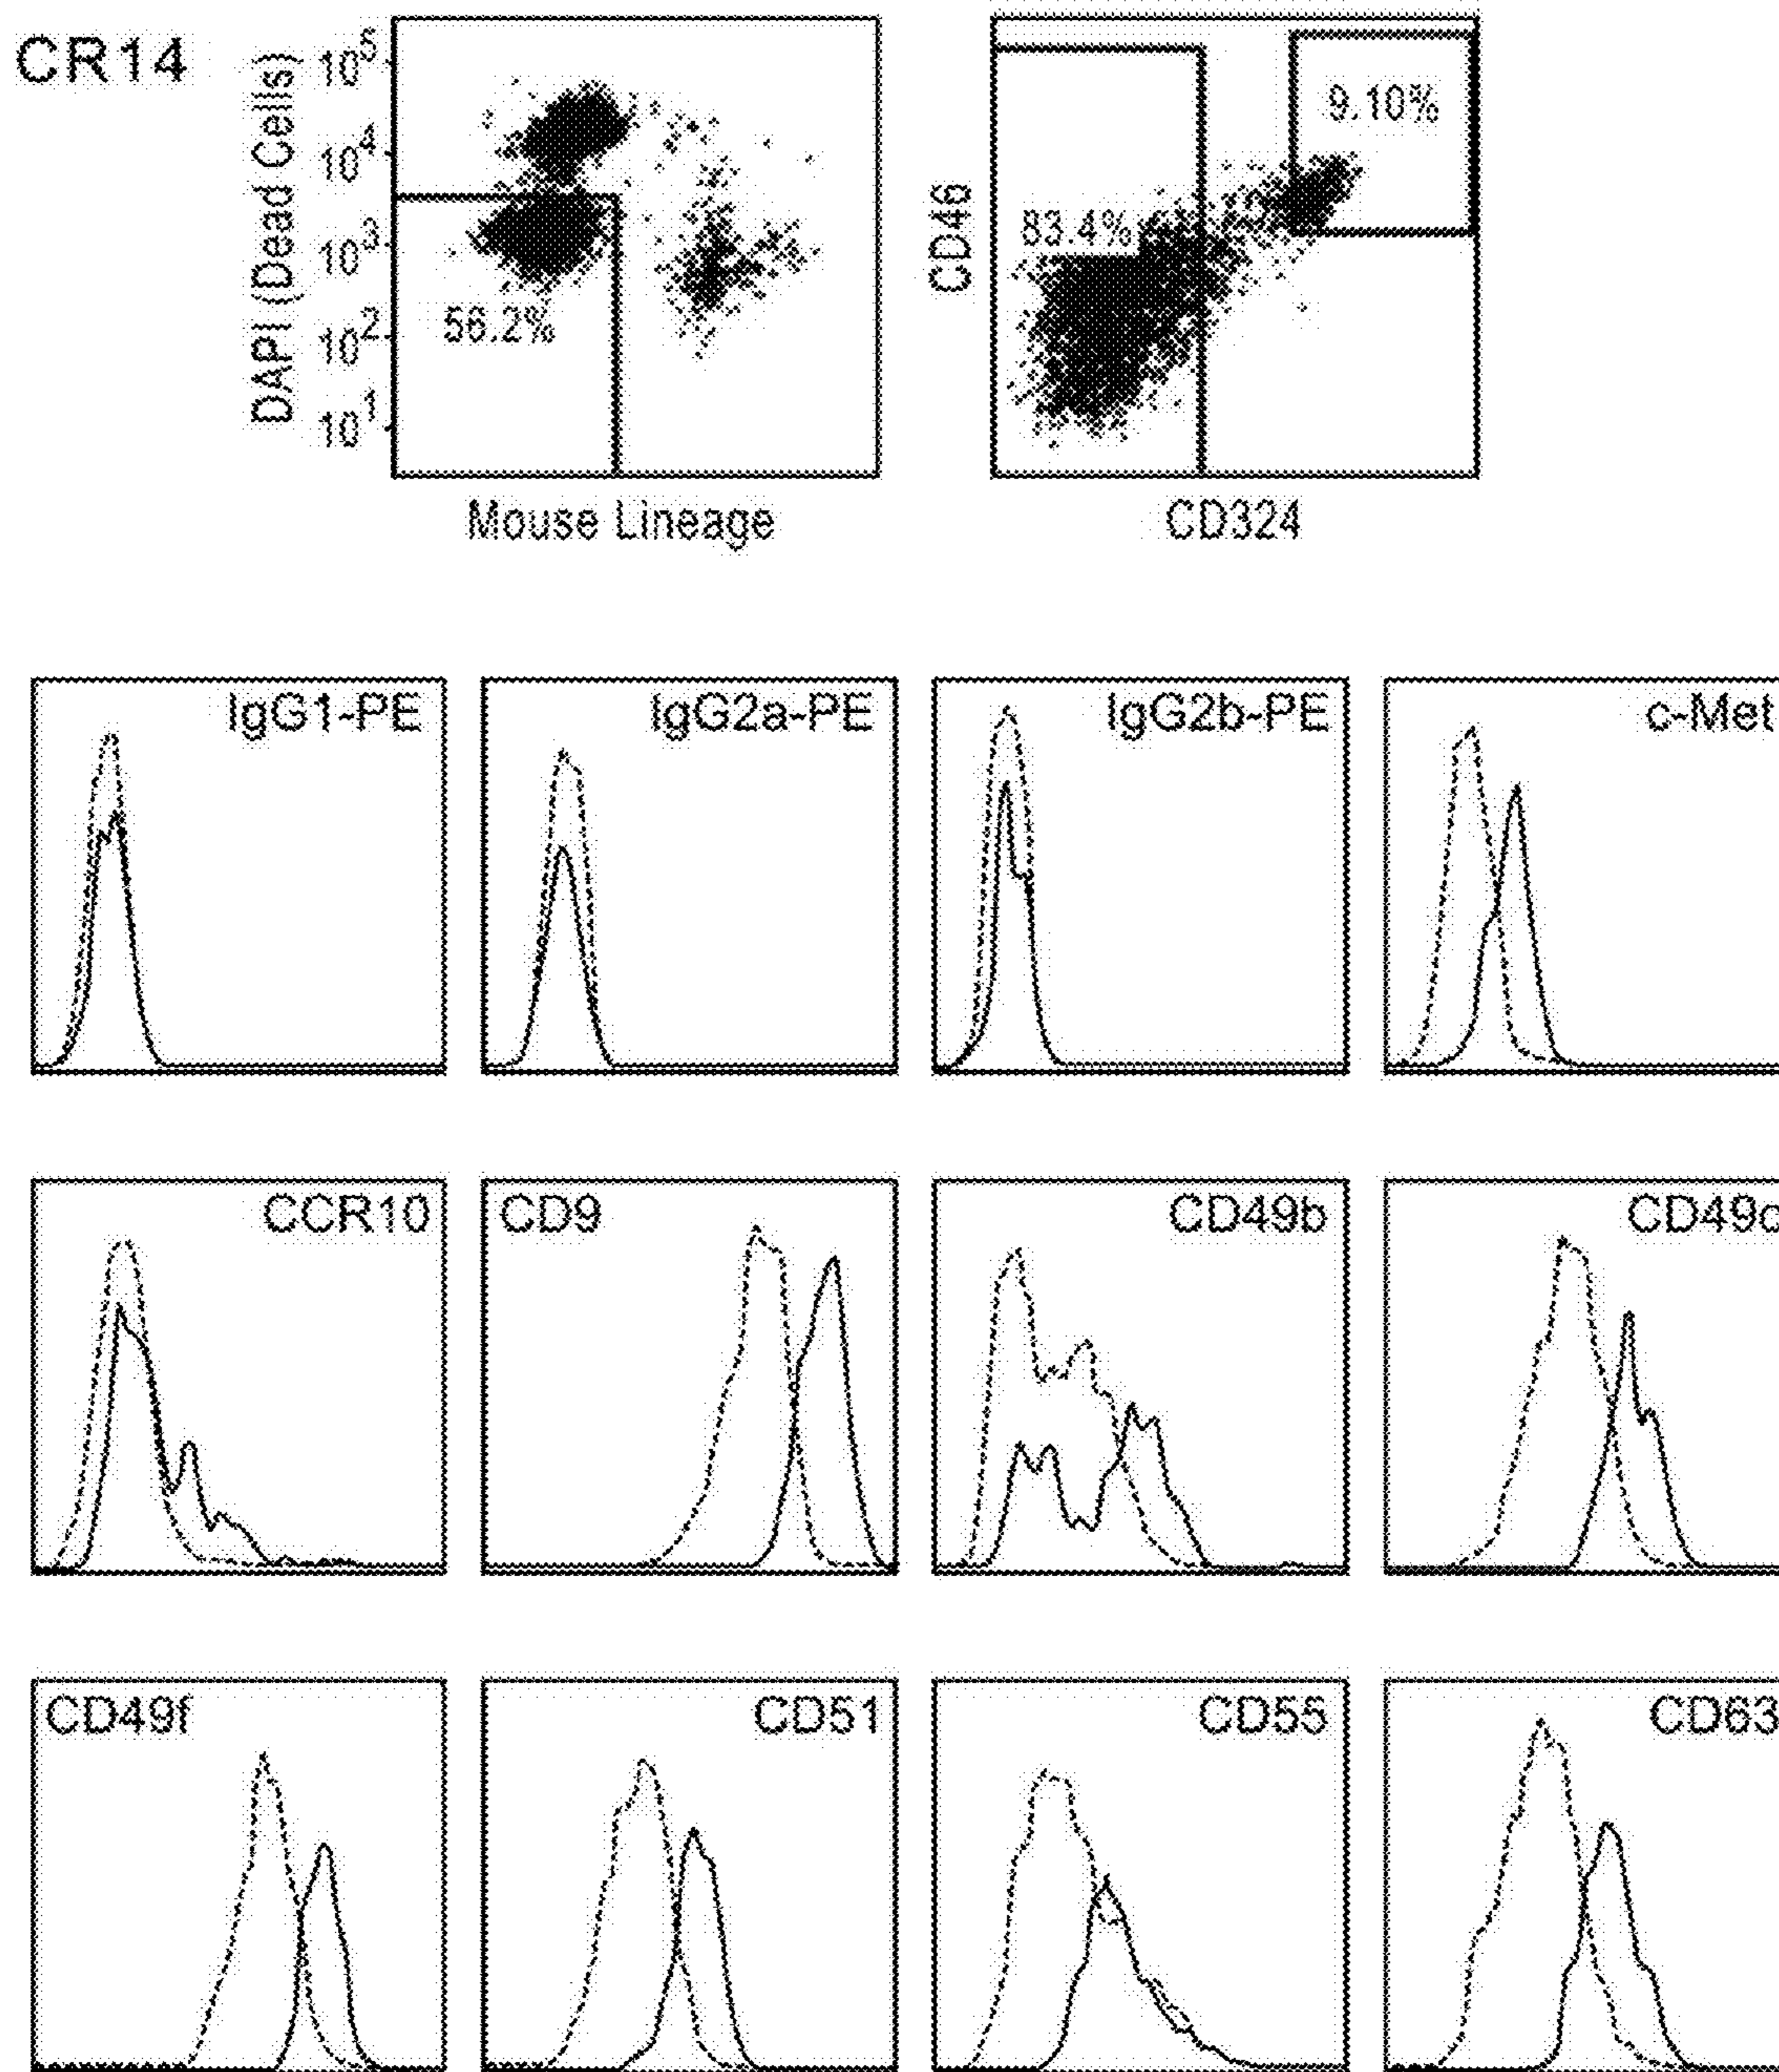 CR14
DAPI (Dead Cells)
10^5
10^4
10^3
10^2
10^1
56.2%
Mouse Lineage
CD46
83.4%
9.10%
CD324
IgG1-PE
IgG2a-PE
IgG2b-PE
c-Met
CCR10
CD9
CD49b
CD49c
CD49f
CD51
CD55
CD63